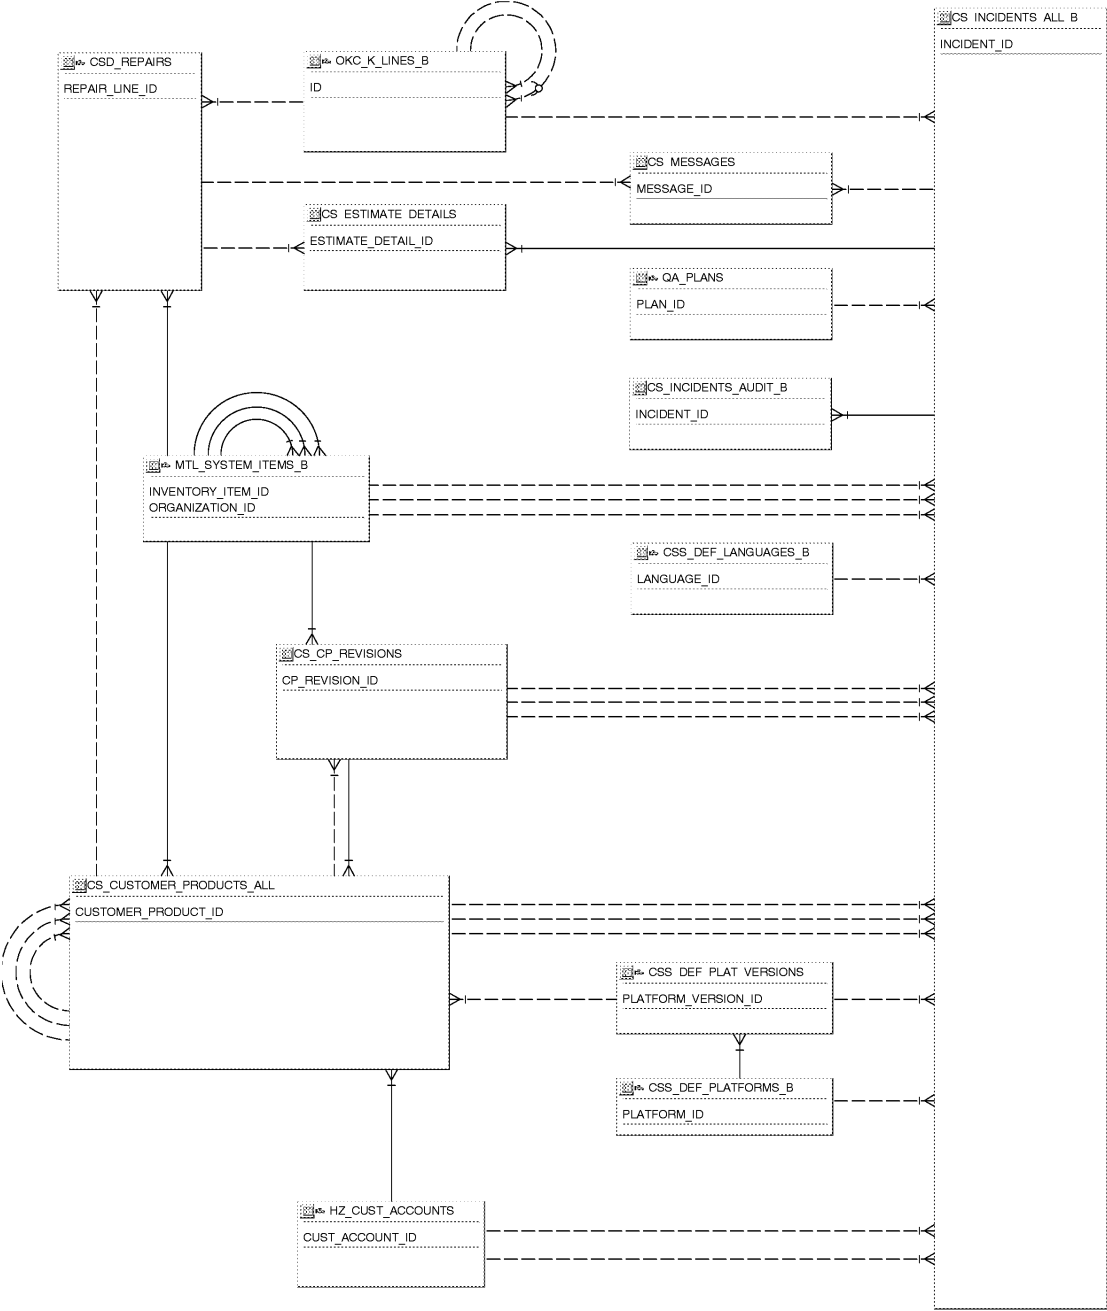 CS_INCIDENTS_ALL_B
INCIDENT_ID
CSD_REPAIRS
REPAIR_LINE_ID
OKC_K_LINES_B
ID
CS_MESSAGES
MESSAGE_ID
CS_ESTIMATE_DETAILS
ESTIMATE_DETAIL_ID
QA_PLANS
PLAN_ID
CS_INCIDENTS_AUDIT_B
INCIDENT_ID
MTL_SYSTEM_ITEMS_B
INVENTORY_ITEM_ID
ORGANIZATION_ID
CSS_DEF_LANGUAGES_B
LANGUAGE_ID
CS_CP_REVISIONS
CP_REVISION_ID
CS_CUSTOMER_PRODUCTS_ALL
CUSTOMER_PRODUCT_ID
CSS_DEF_PLAT_VERSIONS
PLATFORM_VERSION_ID
CSS_DEF_PLATFORMS_B
PLATFORM_ID
HZ_CUST_ACCOUNTS
CUST_ACCOUNT_ID